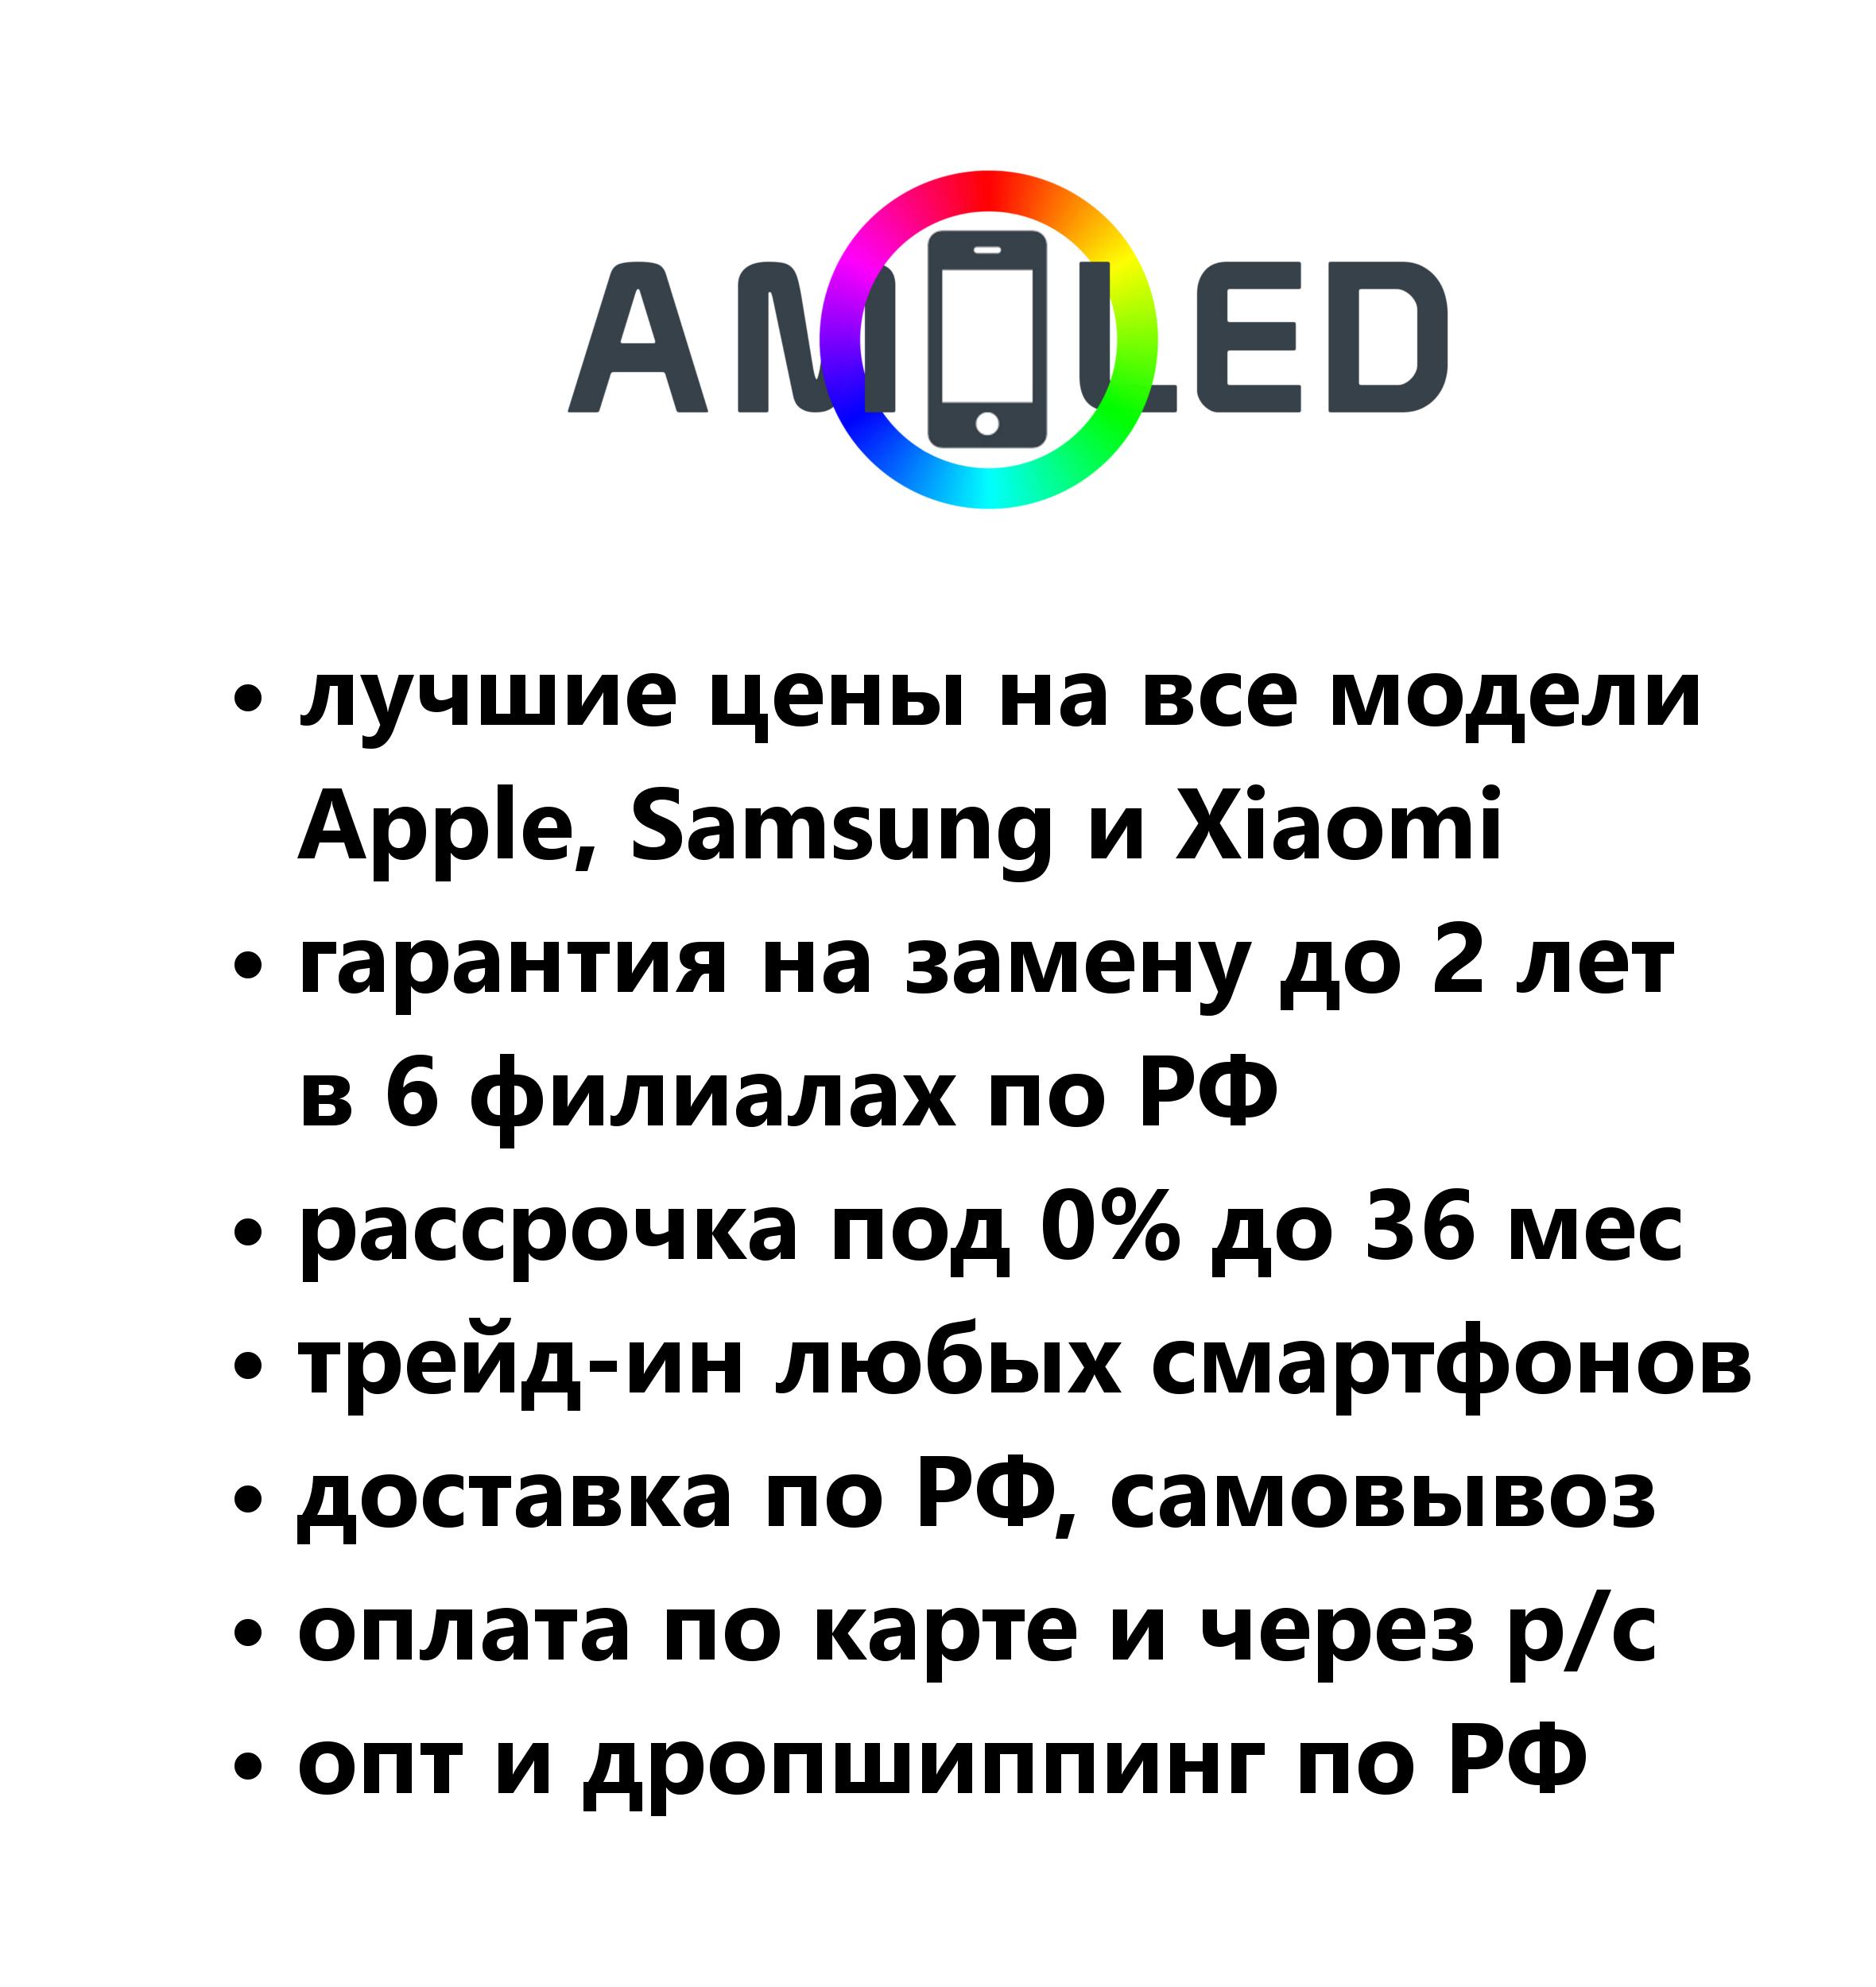 AMOLED
• лучшие цены на все модели
Apple, Samsung и Xiaomi
• гарантия на замену до 2 лет
в 6 филиалах по РФ
• рассрочка под 0% до 36 мес
• трейд-ин любых смартфонов
• доставка по РФ, самовывоз
• оплата по карте и через р/с
• опт и дропшиппинг по РФ